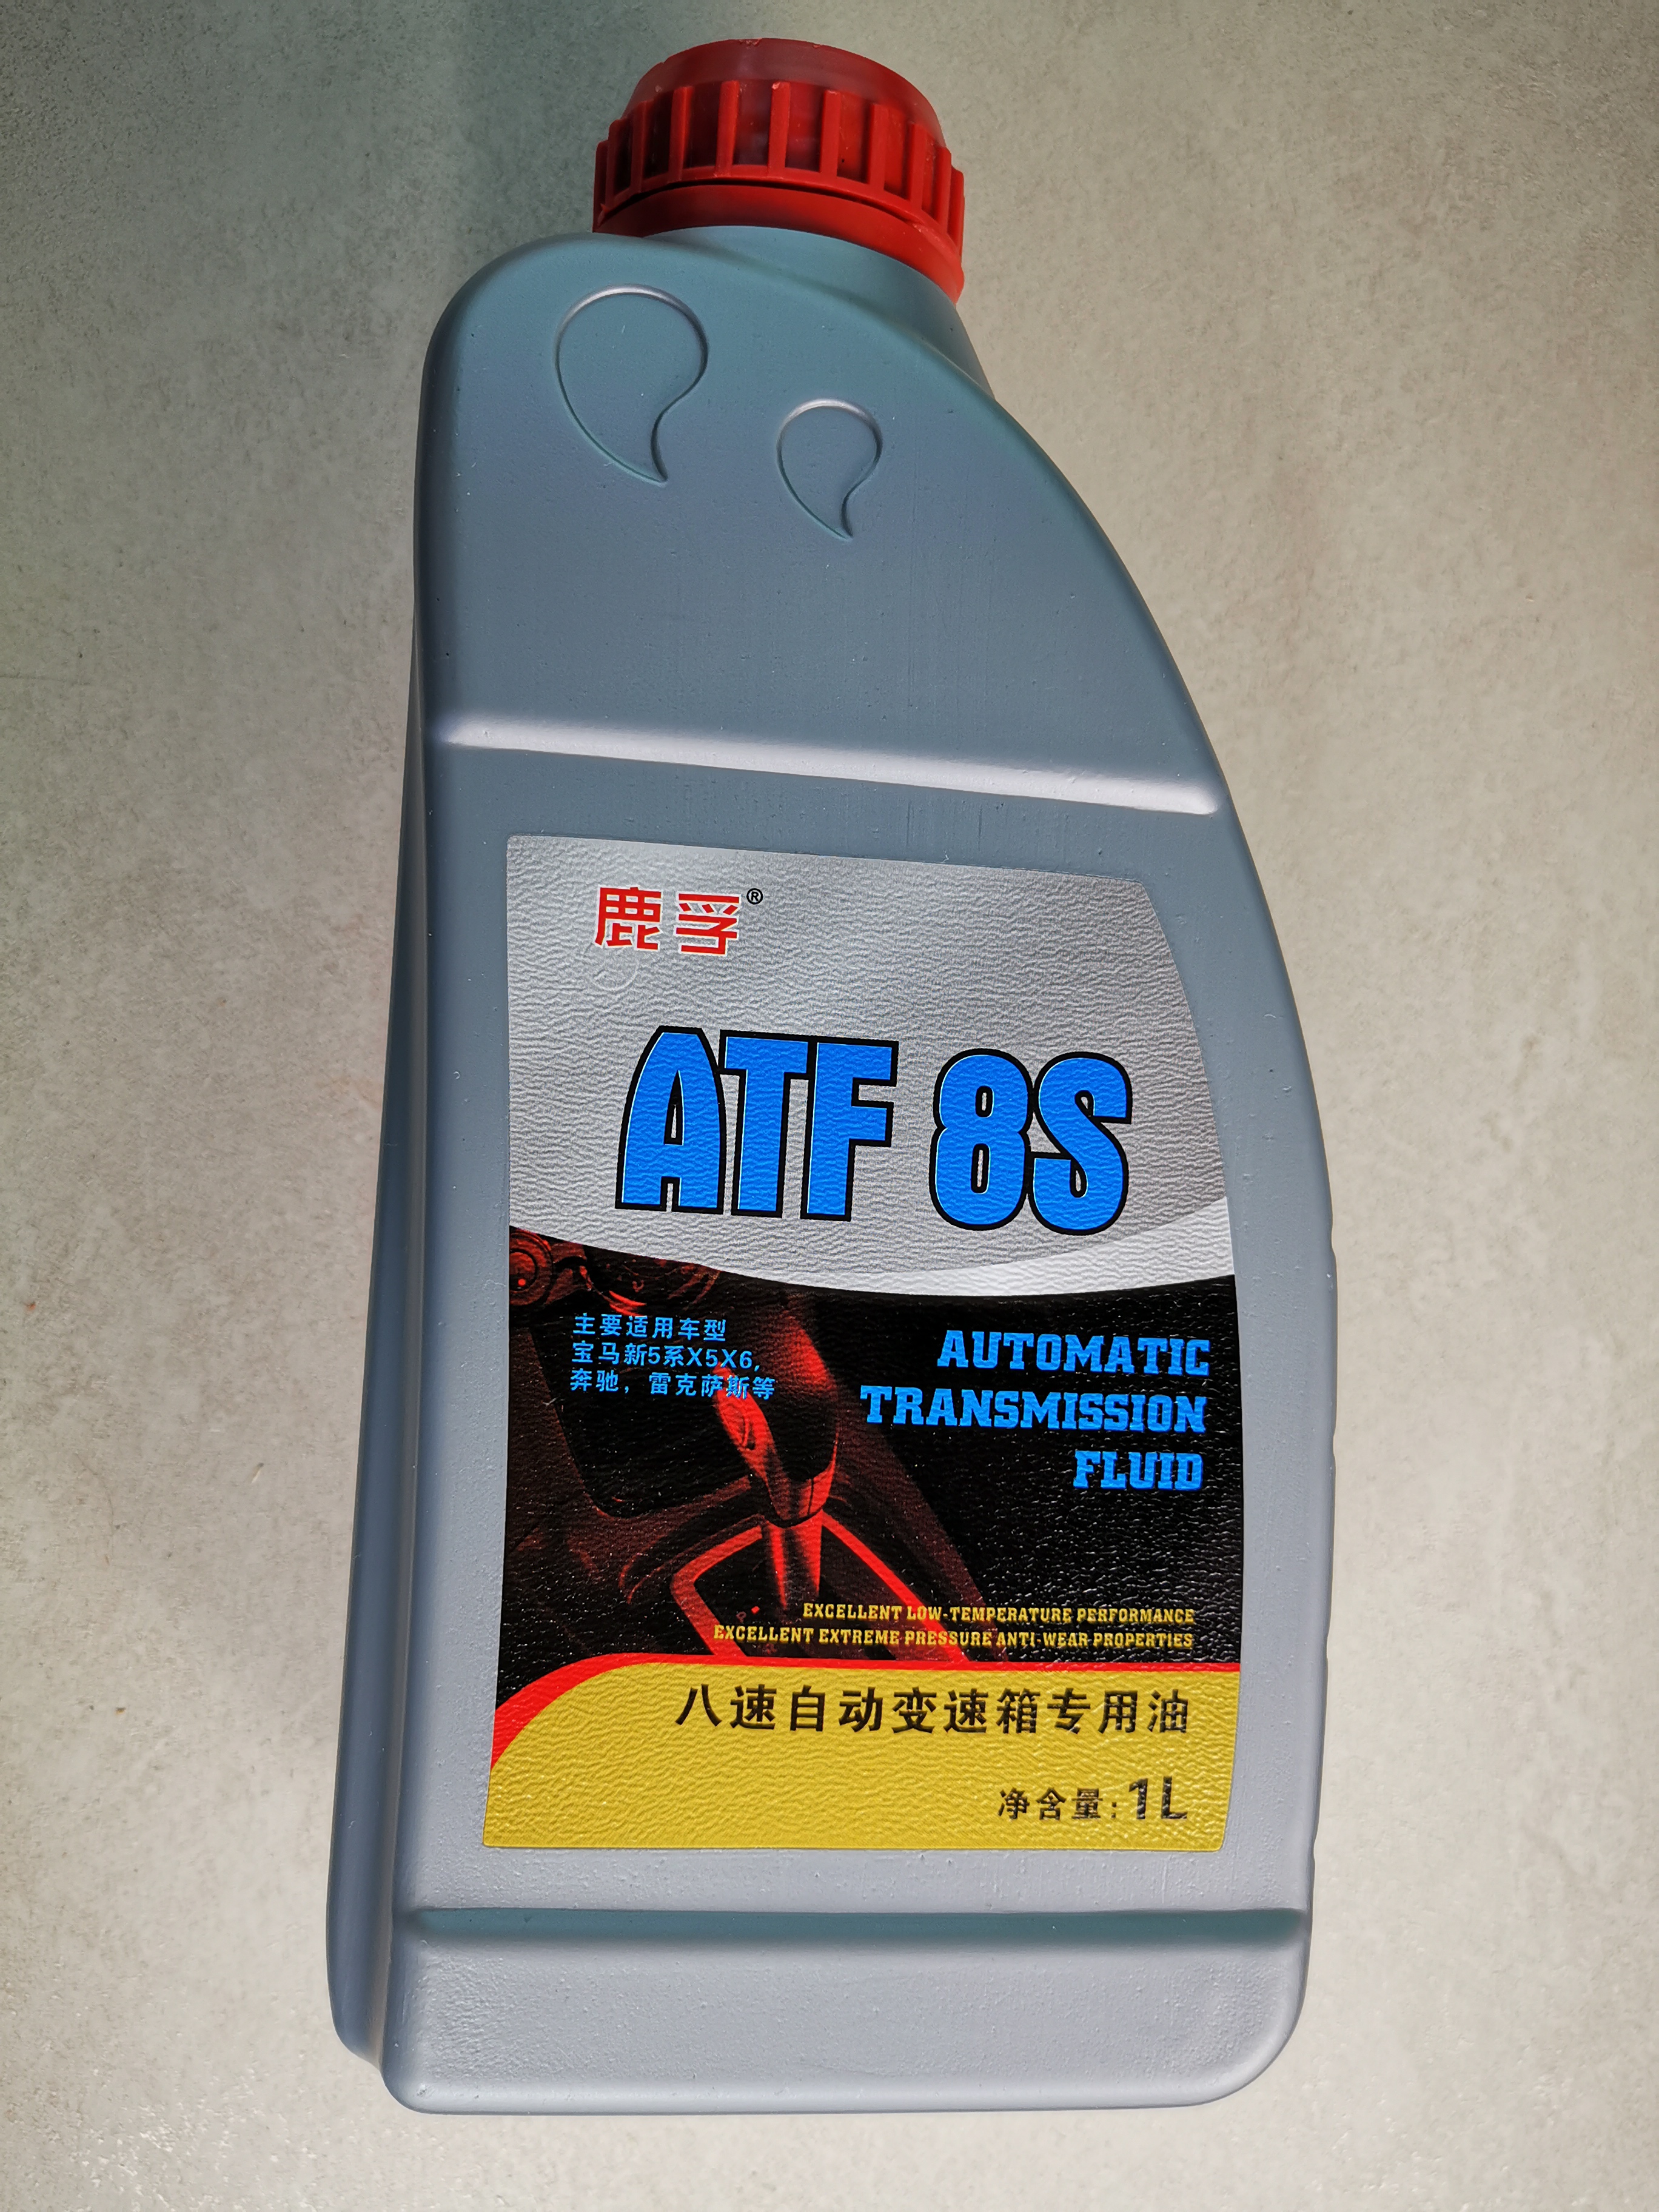 鹿孚®
ATF 8S
主要适用车型
宝马新5系X5X6,
奔驰，雷克萨斯等
AUTOMATIC
TRANSMISSION
FLUID
EXCELLENT LOW-TEMPERATURE PERFORMANCE
EXCELLENT EXTREME PRESSURE ANTI-WEAR PROPERTIES
八速自动变速箱专用油
净含量:1L